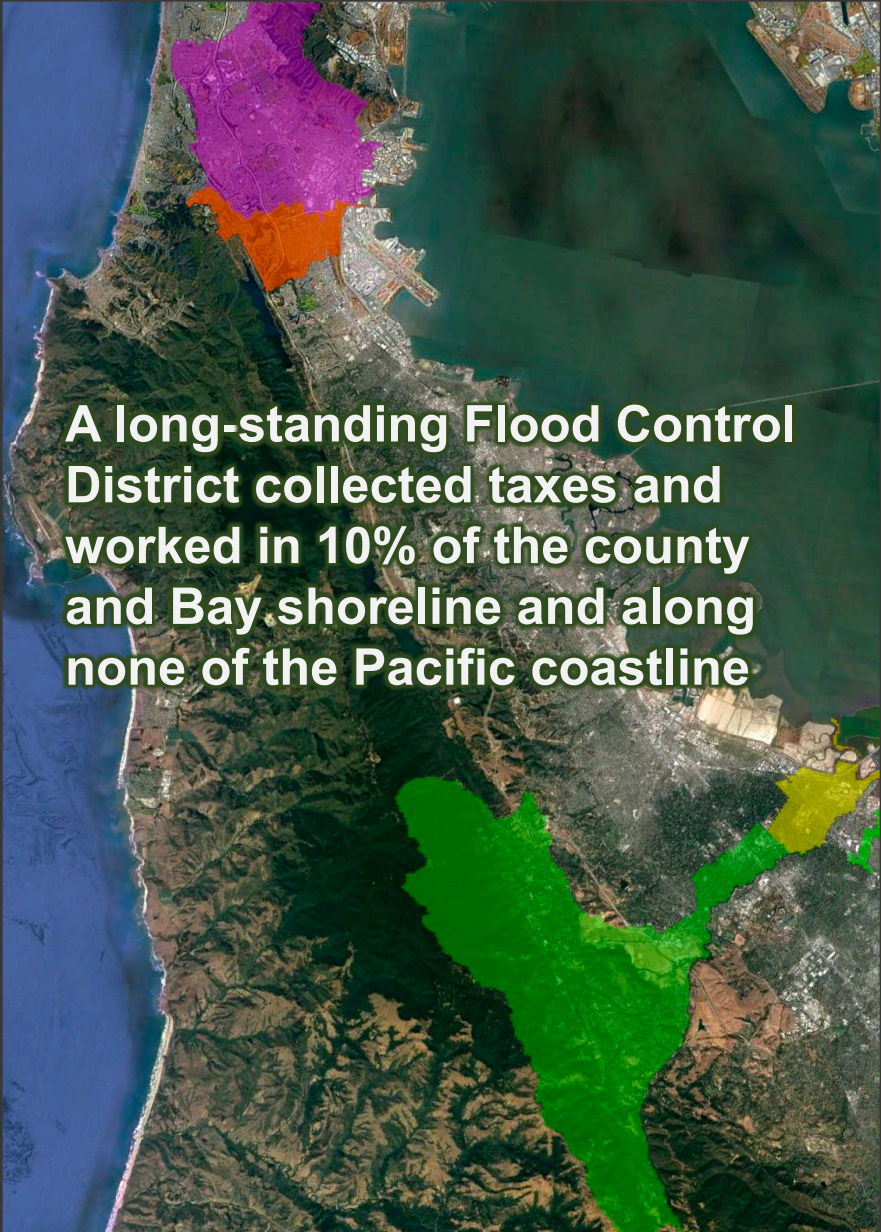 A long-standing Flood Control
District collected taxes and
worked in 10% of the county
and Bay shoreline and along
none of the Pacific coastline